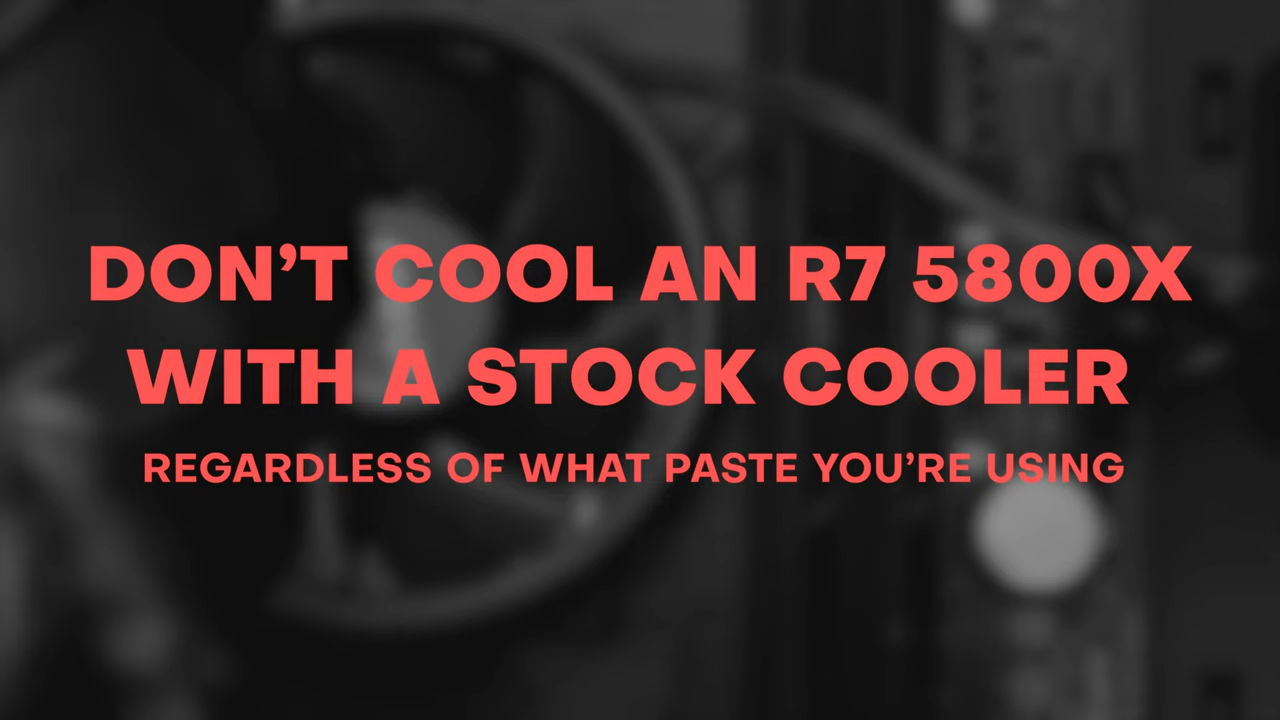 DON’T COOL AN R7 5800X
WITH A STOCK COOLER
REGARDLESS OF WHAT PASTE YOU’RE USING